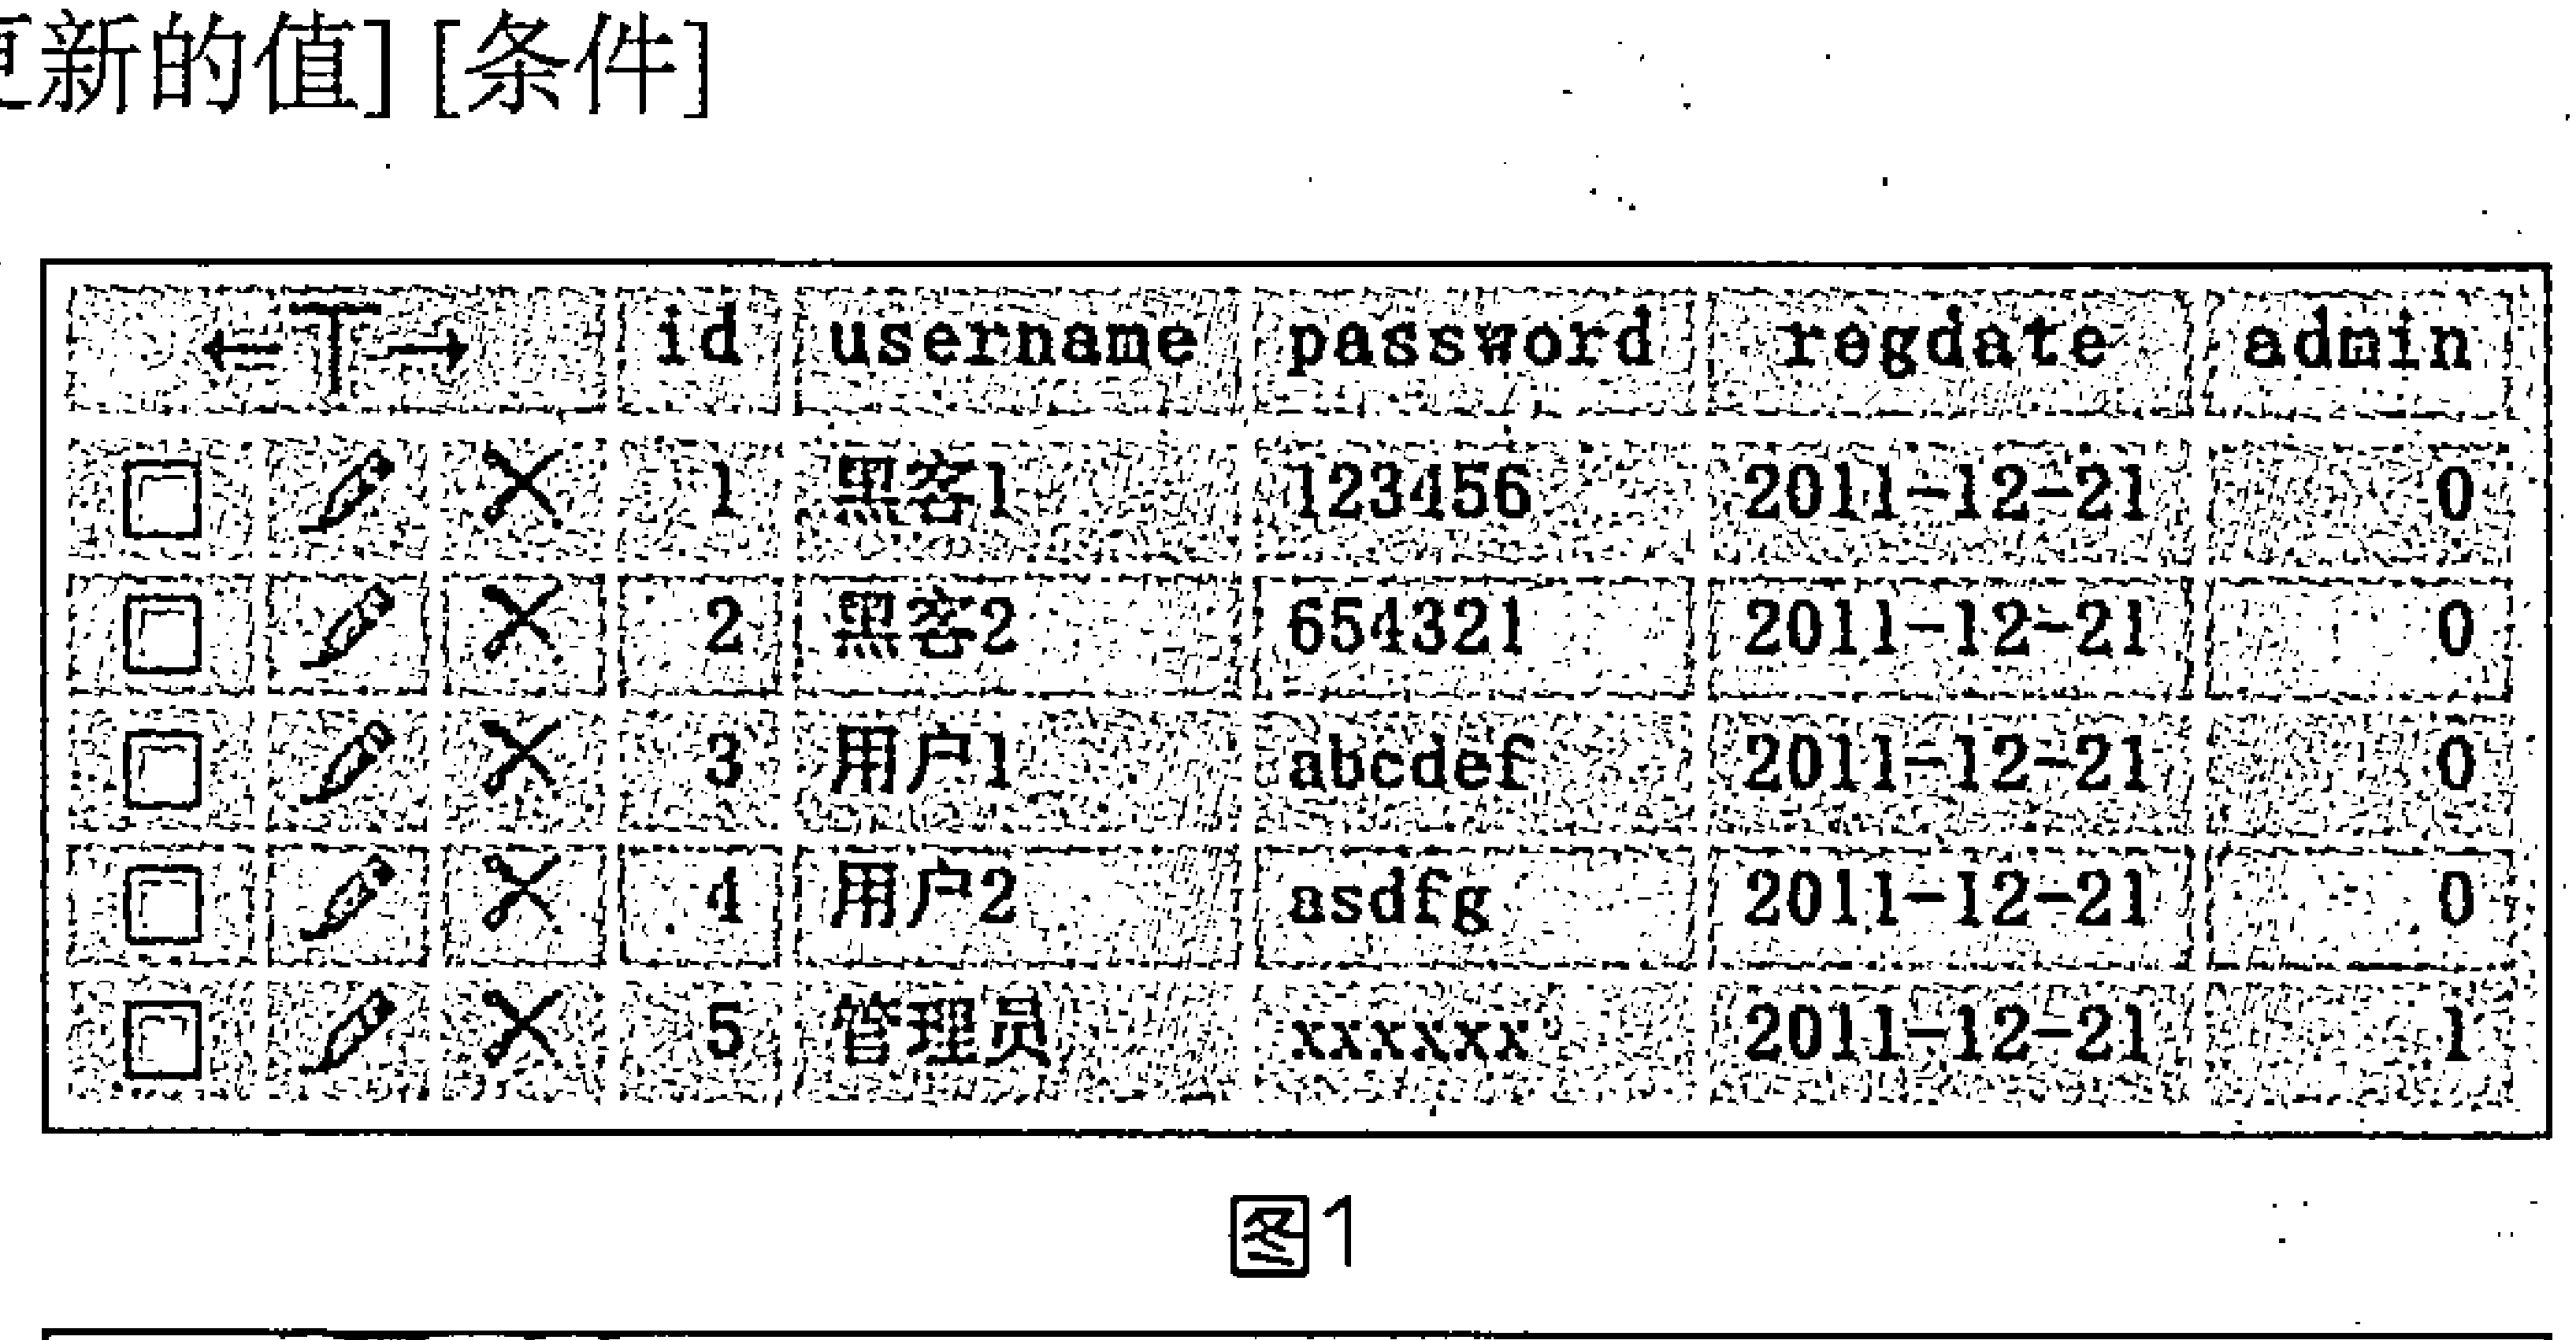 新的值] [条件]
←T→ id username password regdate admin
1 黑客1 123456 2011-12-21 0
2 黑客2 654321 2011-12-21 0
3 用户1 abcdef 2011-12-21 0
4 用户2 asdfg 2011-12-21 0
5 管理员 xxxxxx 2011-12-21 1
图1